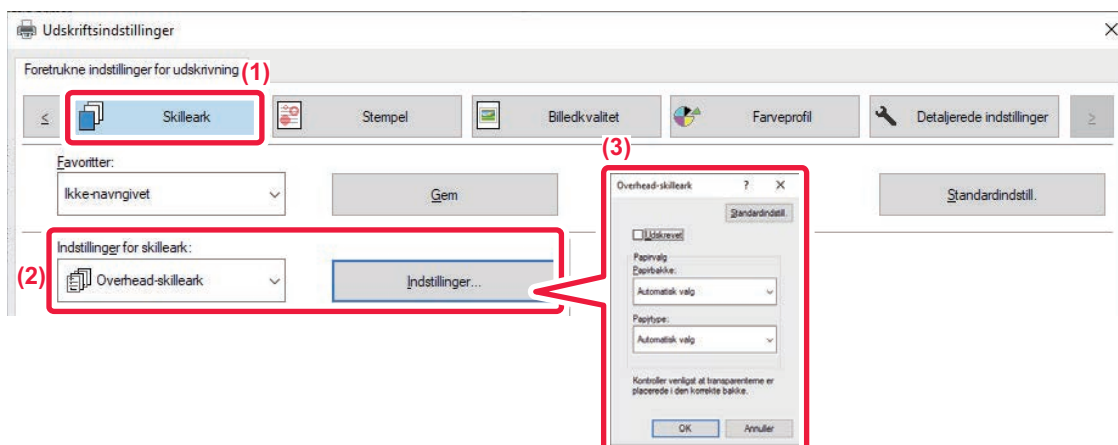 Udskriftsindstillinger
Foretrukne indstillinger for udskrivning
(1)
< Skilleark Stempel Billedkvalitet Farveprofil Detaljerede indstillinger >
Favoritter:
Ikke-navngivet Gem Standardindstill.
Indstillinger for skilleark:
(2) Overhead-skilleark Indstillinger...
(3)
Overhead-skilleark ? X
Standardindstill.
Udskrevet
Papirvalg
Papirbakke:
Automatisk valg
Papirtype:
Automatisk valg
Kontroller venligst at transparenterne er
placerede i den korrekte bakke.
OK Annuller